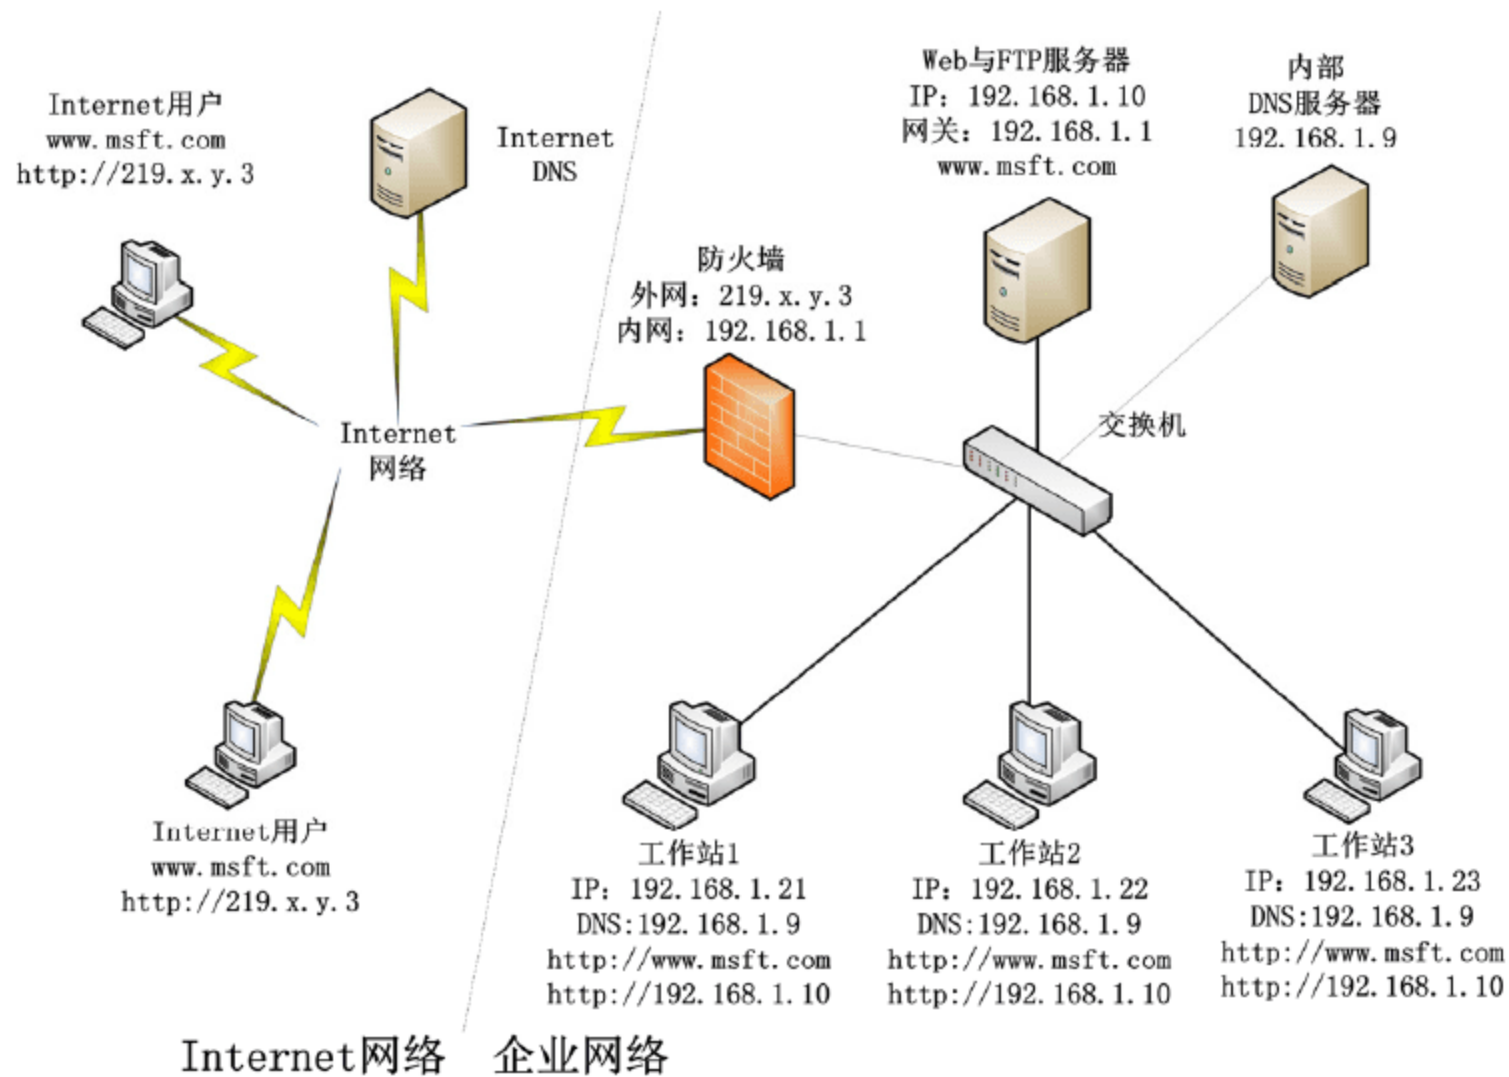 Internet用户
www.msft.com
http://219.x.y.3
Internet
DNS
Web与FTP服务器
IP：192.168.1.10
网关：192.168.1.1
www.msft.com
内部
DNS服务器
192.168.1.9
防火墙
外网：219.x.y.3
内网：192.168.1.1
Internet
网络
交换机
Internet用户
www.msft.com
http://219.x.y.3
工作站1
IP：192.168.1.21
DNS:192.168.1.9
http://www.msft.com
http://192.168.1.10
工作站2
IP：192.168.1.22
DNS:192.168.1.9
http://www.msft.com
http://192.168.1.10
工作站3
IP：192.168.1.23
DNS:192.168.1.9
http://www.msft.com
http://192.168.1.10
Internet网络
企业网络